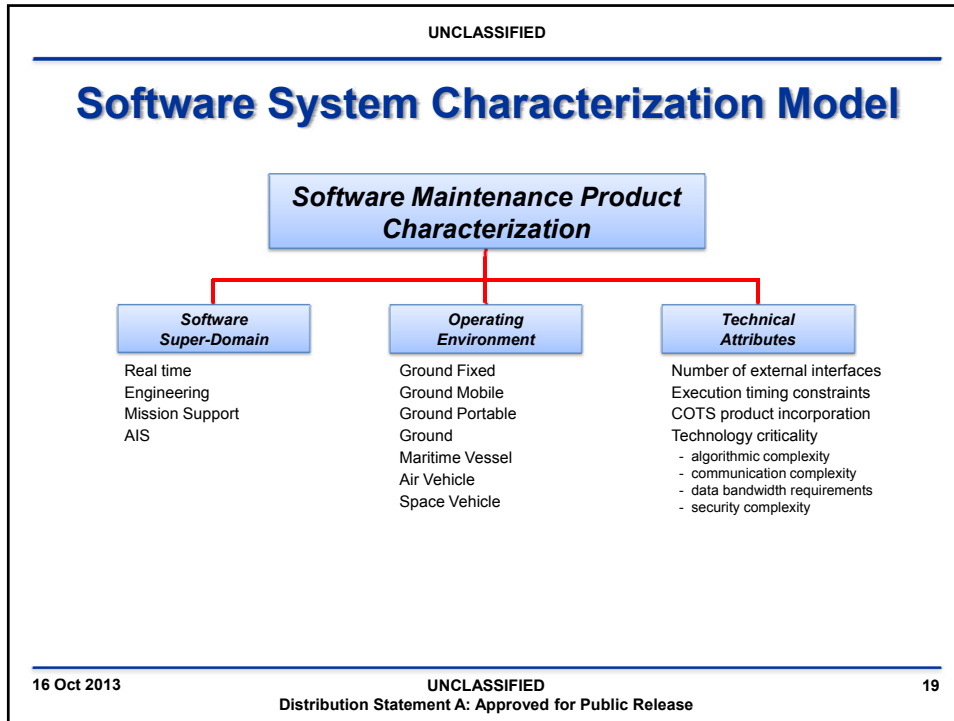 UNCLASSIFIED
Software System Characterization Model
Software Maintenance Product
Characterization
Software
Super-Domain
Real time
Engineering
Mission Support
AIS
Operating
Environment
Ground Fixed
Ground Mobile
Ground Portable
Ground
Maritime Vessel
Air Vehicle
Space Vehicle
Technical
Attributes
Number of external interfaces
Execution timing constraints
COTS product incorporation
Technology criticality
- algorithmic complexity
- communication complexity
- data bandwidth requirements
- security complexity
16 Oct 2013
UNCLASSIFIED
Distribution Statement A: Approved for Public Release
19